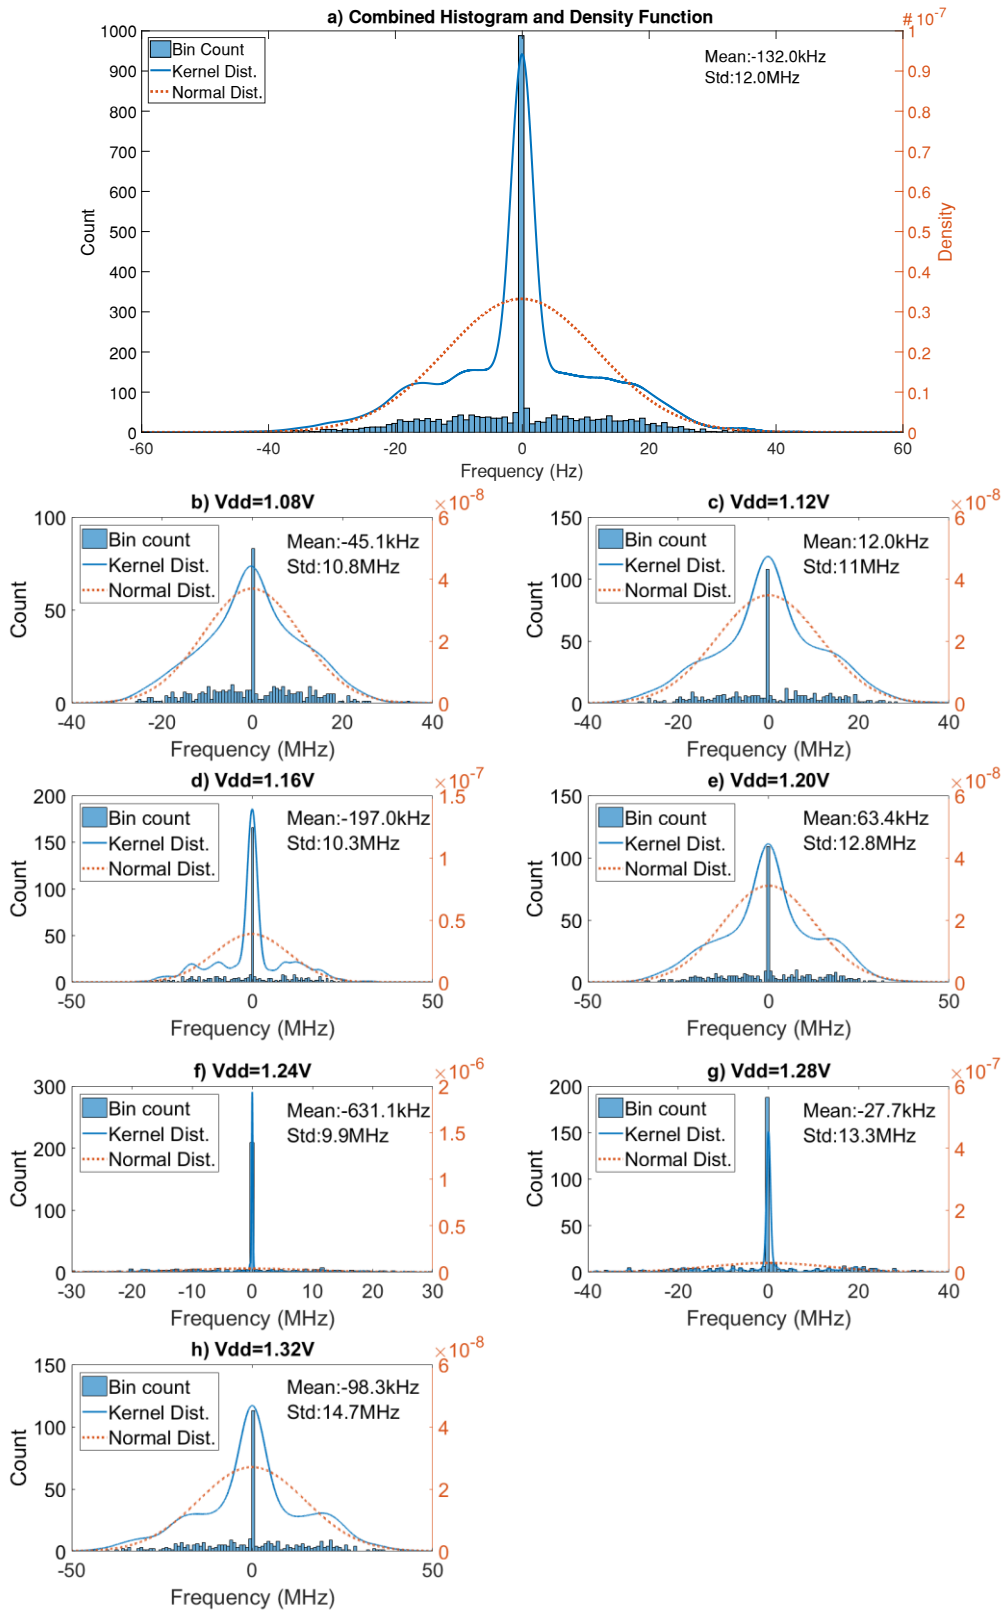 a) Combined Histogram and Density Function
# 10^-7
1000
900
800
700
600
500
400
300
200
100
0
Count
Bin Count
Kernel Dist.
Normal Dist.
Mean:-132.0kHz
Std:12.0MHz
1
0.9
0.8
0.7
0.6
0.5
0.4
0.3
0.2
0.1
0
Density
-60 -40 -20 0 20 40 60
Frequency (Hz)
b) Vdd=1.08V
×10^-8
100
50
0
Count
Bin count
Kernel Dist.
Normal Dist.
Mean:-45.1kHz
Std:10.8MHz
6
4
2
0
-40 -20 0 20 40
Frequency (MHz)
c) Vdd=1.12V
×10^-8
150
100
50
0
Count
Bin count
Kernel Dist.
Normal Dist.
Mean:12.0kHz
Std:11MHz
6
4
2
0
-40 -20 0 20 40
Frequency (MHz)
d) Vdd=1.16V
×10^-7
200
150
100
50
0
Count
Bin count
Kernel Dist.
Normal Dist.
Mean:-197.0kHz
Std:10.3MHz
1.5
1
0.5
0
-50 0 50
Frequency (MHz)
e) Vdd=1.20V
×10^-8
150
100
50
0
Count
Bin count
Kernel Dist.
Normal Dist.
Mean:63.4kHz
Std:12.8MHz
6
4
2
0
-50 0 50
Frequency (MHz)
f) Vdd=1.24V
×10^-6
300
200
100
0
Count
Bin count
Kernel Dist.
Normal Dist.
Mean:-631.1kHz
Std:9.9MHz
2
1.5
1
0.5
0
-30 -20 -10 0 10 20 30
Frequency (MHz)
g) Vdd=1.28V
×10^-7
200
150
100
50
0
Count
Bin count
Kernel Dist.
Normal Dist.
Mean:-27.7kHz
Std:13.3MHz
6
4
2
0
-40 -20 0 20 40
Frequency (MHz)
h) Vdd=1.32V
×10^-8
150
100
50
0
Count
Bin count
Kernel Dist.
Normal Dist.
Mean:-98.3kHz
Std:14.7MHz
6
4
2
0
-50 0 50
Frequency (MHz)